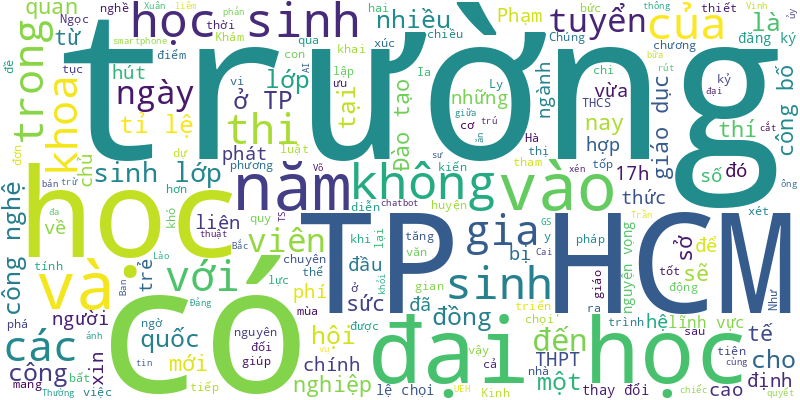 trường
học
có
TP HCM
đại học
năm
không
vào
học sinh
nhiều
Phạm
tuyển
của
là
đăng ký
từ
quan
nghề
Ngọc
thời
Xuân
phân
Liên
smartphone
Khám
điểm
hai
bức
xúc
chiều
Chúng
thông
thiết
Vinh
chương
bữa
rút
kỷ
đại
cắt
công bố
trong
đề
tục
hút
lớp
ngày
ở TP
khoa
tỉ lệ
chủ
sinh lớp
đơn
bán
trừ
dự
phát
thi
tại
qua
con
khai
lập
ưu
vi
AI
luật
phương
những
Ia
Ly
cơ
giữa
trú
Đào tạo
ngành
chi
THCS
vừa
nay
hợp
tốp
Hà
thi
tham
giáo dục
thí
số
đó
17h
thức
xét
Trần
ông
công nghệ
về
đa
hơn
khó
Lào
thuật
Bắc
TS
liên
viên
quy
chuyên
Võ
diễn
chatbot
kiến
huyện
sư
xén
GS
y
Cai
pháp
nguyện vọng
sở
để
sẽ
tốt
động
giáo
Như
và
tính
Ban
Đảng
với
trẻ
lực
thể
mùa
phí
đầu
khi
lại
tăng
văn
gia
bị
gian
triển
khỏi
sức
ở
đã
sinh
đồng
người
phá
ngờ
nguyên
đối
giúp
hội
được
chọi
ra
trình
hệ
lĩnh vực
sau
tế
các
ánh
xin
quốc
mới
chính
vậy
cả
đến
THPT
nhà
tiên
cùng
cho
công
mang
bất
Thưởng
việc
tin
tiếp
nghiệp
lệ chọi
UEH
Kinh
một
thay đổi
chiếc
cao
định
quyết